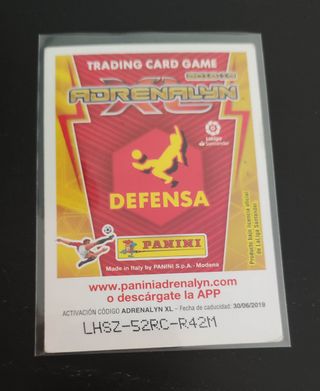 TRADING CARD GAME
2018-19
ADRENALYN
XL
LaLiga
Santander
DEFENSA
PANINI
Made in Italy by PANINI S.p.A. - Modena
Producto bajo licencia oficial
de LaLiga Santander
www.paniniadrenalyn.com
o descárgate la APP
ACTIVACIÓN CÓDIGO ADRENALYN XL - Fecha de caducidad: 30/06/2019
LHSZ-52RC-R42M